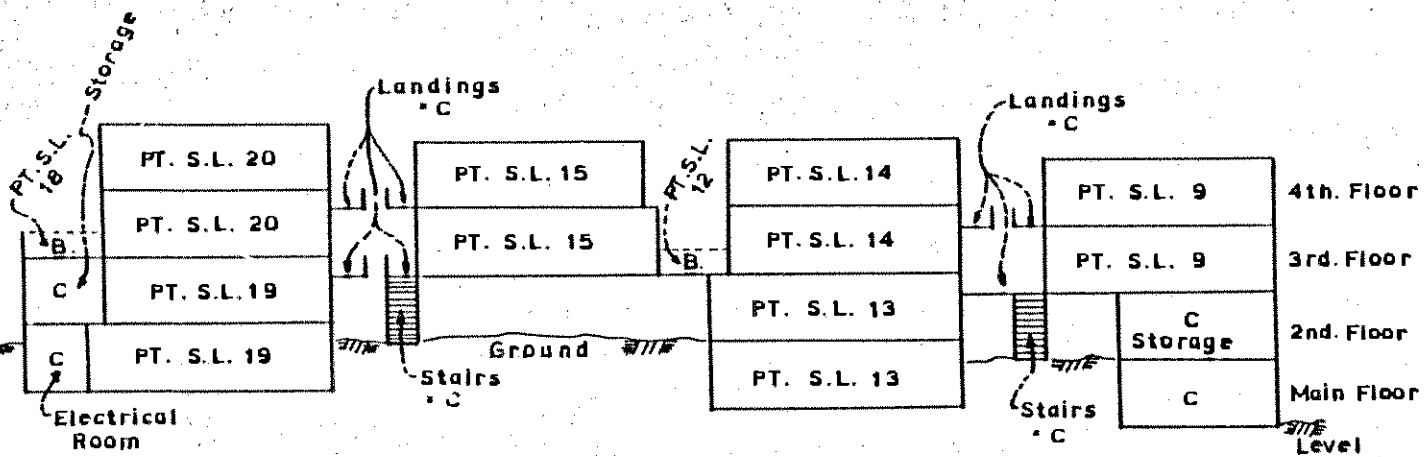 Storage
PT. S.L.
18
Landings
* C
PT. S.L.
12
Landings
* C
PT. S.L. 20
PT. S.L. 15
PT. S.L. 14
PT. S.L. 9
4th. Floor
PT. S.L. 20
B.
PT. S.L. 15
B.
PT. S.L. 14
PT. S.L. 9
3rd. Floor
C
PT. S.L. 19
PT. S.L. 13
C
Storage
2nd. Floor
Ground
C
PT. S.L. 19
Stairs
* C
PT. S.L. 13
Stairs
* C
C
Main Floor
Electrical
Room
Level